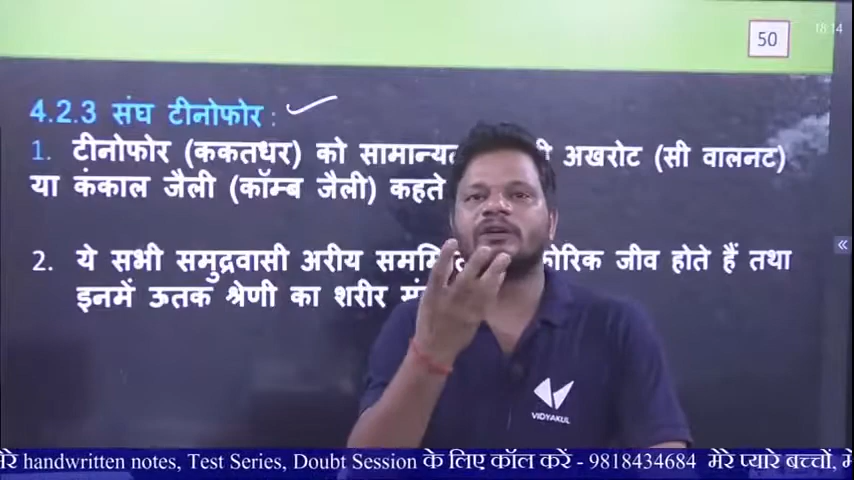 50
18:14
4.2.3 संघ टीनोफोर :
1. टीनोफोर (ककतधर) को सामान्यतः अखरोट (सी वालनट)
या कंकाल जैली (कॉम्ब जैली) कहते
2. ये सभी समुद्रवासी अरीय जीव होते हैं तथा
इनमें ऊतक श्रेणी का शरीर
VIDYAKUL
handwritten notes, Test Series, Doubt Session के लिए कॉल करें - 9818434684 मेरे प्यारे बच्चों,